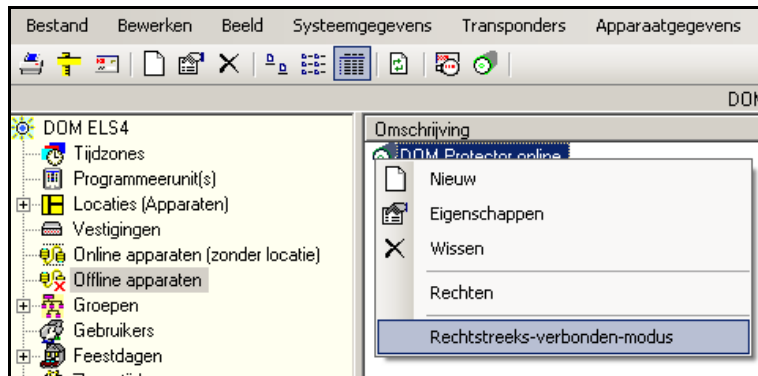 Bestand Bewerken Beeld Systeemgegevens Transponders Apparaatgegevens
DOM
DOM ELS4
Tijdzones
Programmeerunit(s)
Locaties (Apparaten)
Vestigingen
Online apparaten (zonder locatie)
Offline apparaten
Groepen
Gebruikers
Feestdagen
Omschrijving
DOM Protector online
Nieuw
Eigenschappen
Wissen
Rechten
Rechtstreeks-verbonden-modus